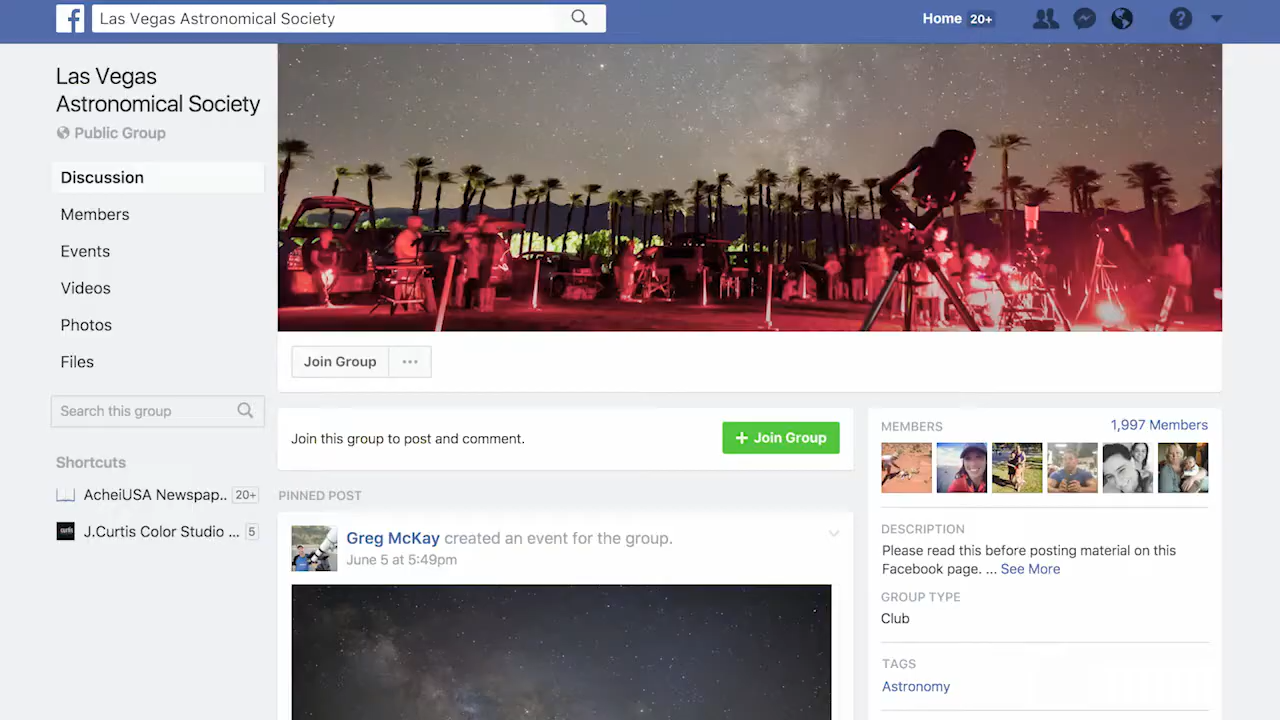 Las Vegas Astronomical Society
Home 20+
Las Vegas
Astronomical Society
Public Group
Discussion
Members
Events
Videos
Photos
Files
Search this group
Shortcuts
AcheiUSA Newspap.. 20+
J.Curtis Color Studio ... 5
Join Group
Join this group to post and comment.
+ Join Group
PINNED POST
Greg McKay created an event for the group.
June 5 at 5:49pm
MEMBERS
1,997 Members
DESCRIPTION
Please read this before posting material on this
Facebook page. ... See More
GROUP TYPE
Club
TAGS
Astronomy